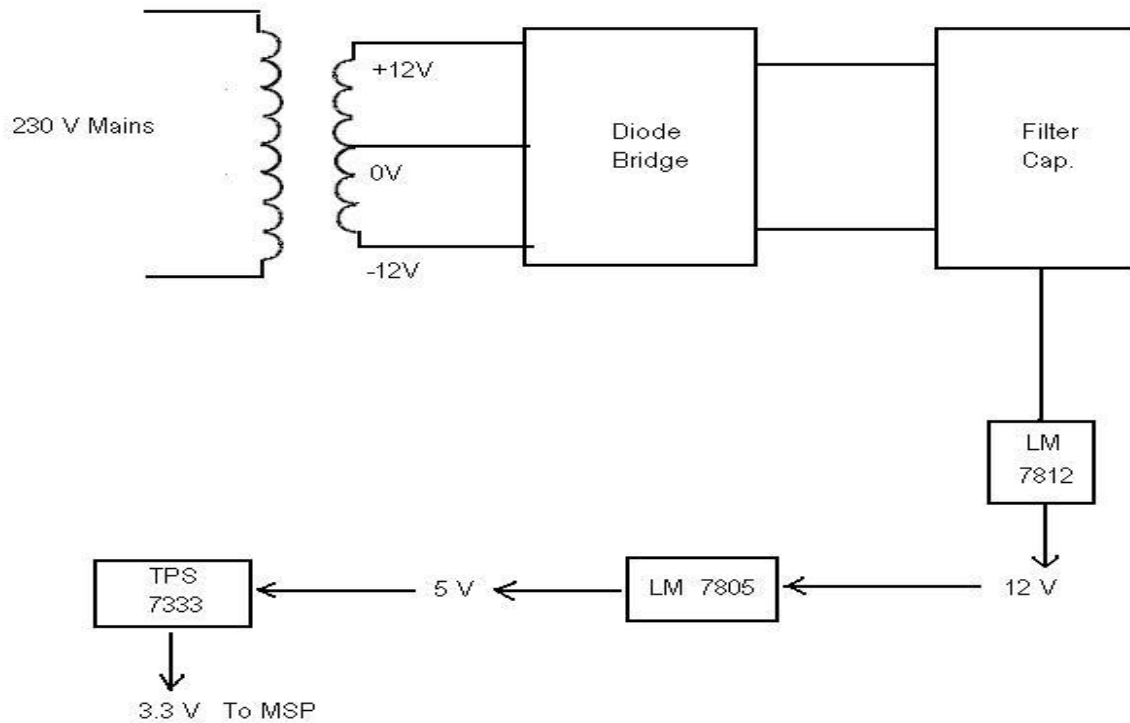 230 V Mains
+12V
0V
-12V
Diode
Bridge
Filter
Cap.
LM
7812
12 V
LM 7805
5 V
TPS
7333
3.3 V To MSP